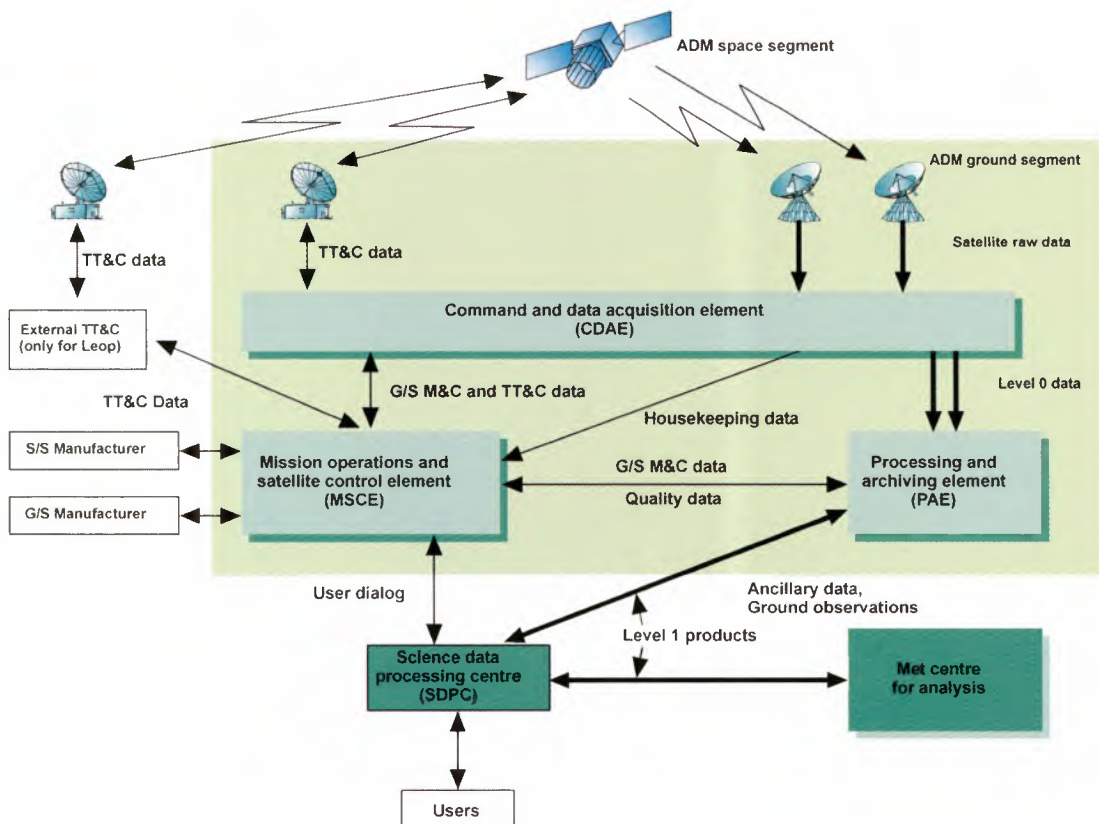 ADM space segment
ADM ground segment
TT&C data
TT&C data
Satellite raw data
Command and data acquisition element
(CDAE)
External TT&C
(only for Leop)
G/S M&C and TT&C data
Level 0 data
TT&C Data
Housekeeping data
S/S Manufacturer
G/S Manufacturer
Mission operations and
satellite control element
(MSCE)
G/S M&C data
Quality data
Processing and
archiving element
(PAE)
User dialog
Ancillary data,
Ground observations
Level 1 products
Science data
processing centre
(SDPC)
Met centre
for analysis
Users